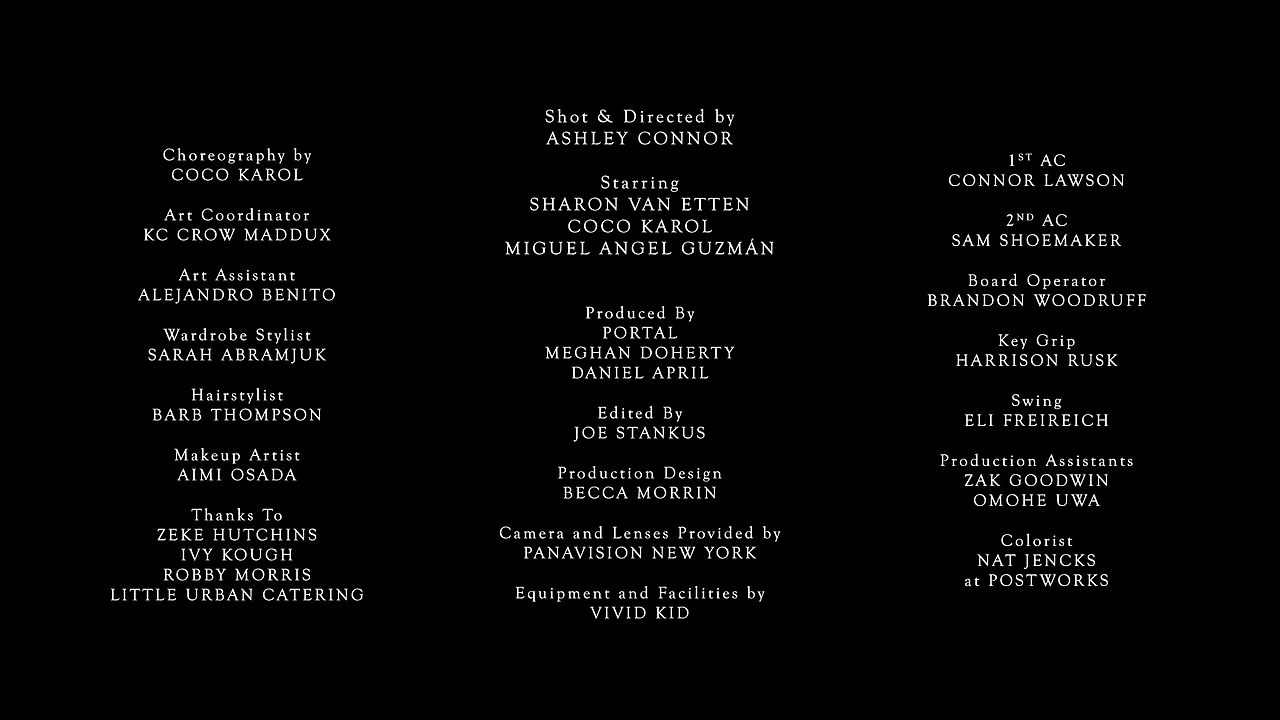 Choreography by
COCO KAROL
Art Coordinator
KC CROW MADDUX
Art Assistant
ALEJANDRO BENITO
Wardrobe Stylist
SARAH ABRAMJUK
Hairstylist
BARB THOMPSON
Makeup Artist
AIMI OSADA
Thanks To
ZEKE HUTCHINS
IVY KOUGH
ROBBY MORRIS
LITTLE URBAN CATERING
Shot & Directed by
ASHLEY CONNOR
Starring
SHARON VAN ETTEN
COCO KAROL
MIGUEL ANGEL GUZMÁN
Produced By
PORTAL
MEGHAN DOHERTY
DANIEL APRIL
Edited By
JOE STANKUS
Production Design
BECCA MORRIN
Camera and Lenses Provided by
PANAVISION NEW YORK
Equipment and Facilities by
VIVID KID
1ST AC
CONNOR LAWSON
2ND AC
SAM SHOEMAKER
Board Operator
BRANDON WOODRUFF
Key Grip
HARRISON RUSK
Swing
ELI FREIREICH
Production Assistants
ZAK GOODWIN
OMOHE UWA
Colorist
NAT JENCKS
at POSTWORKS